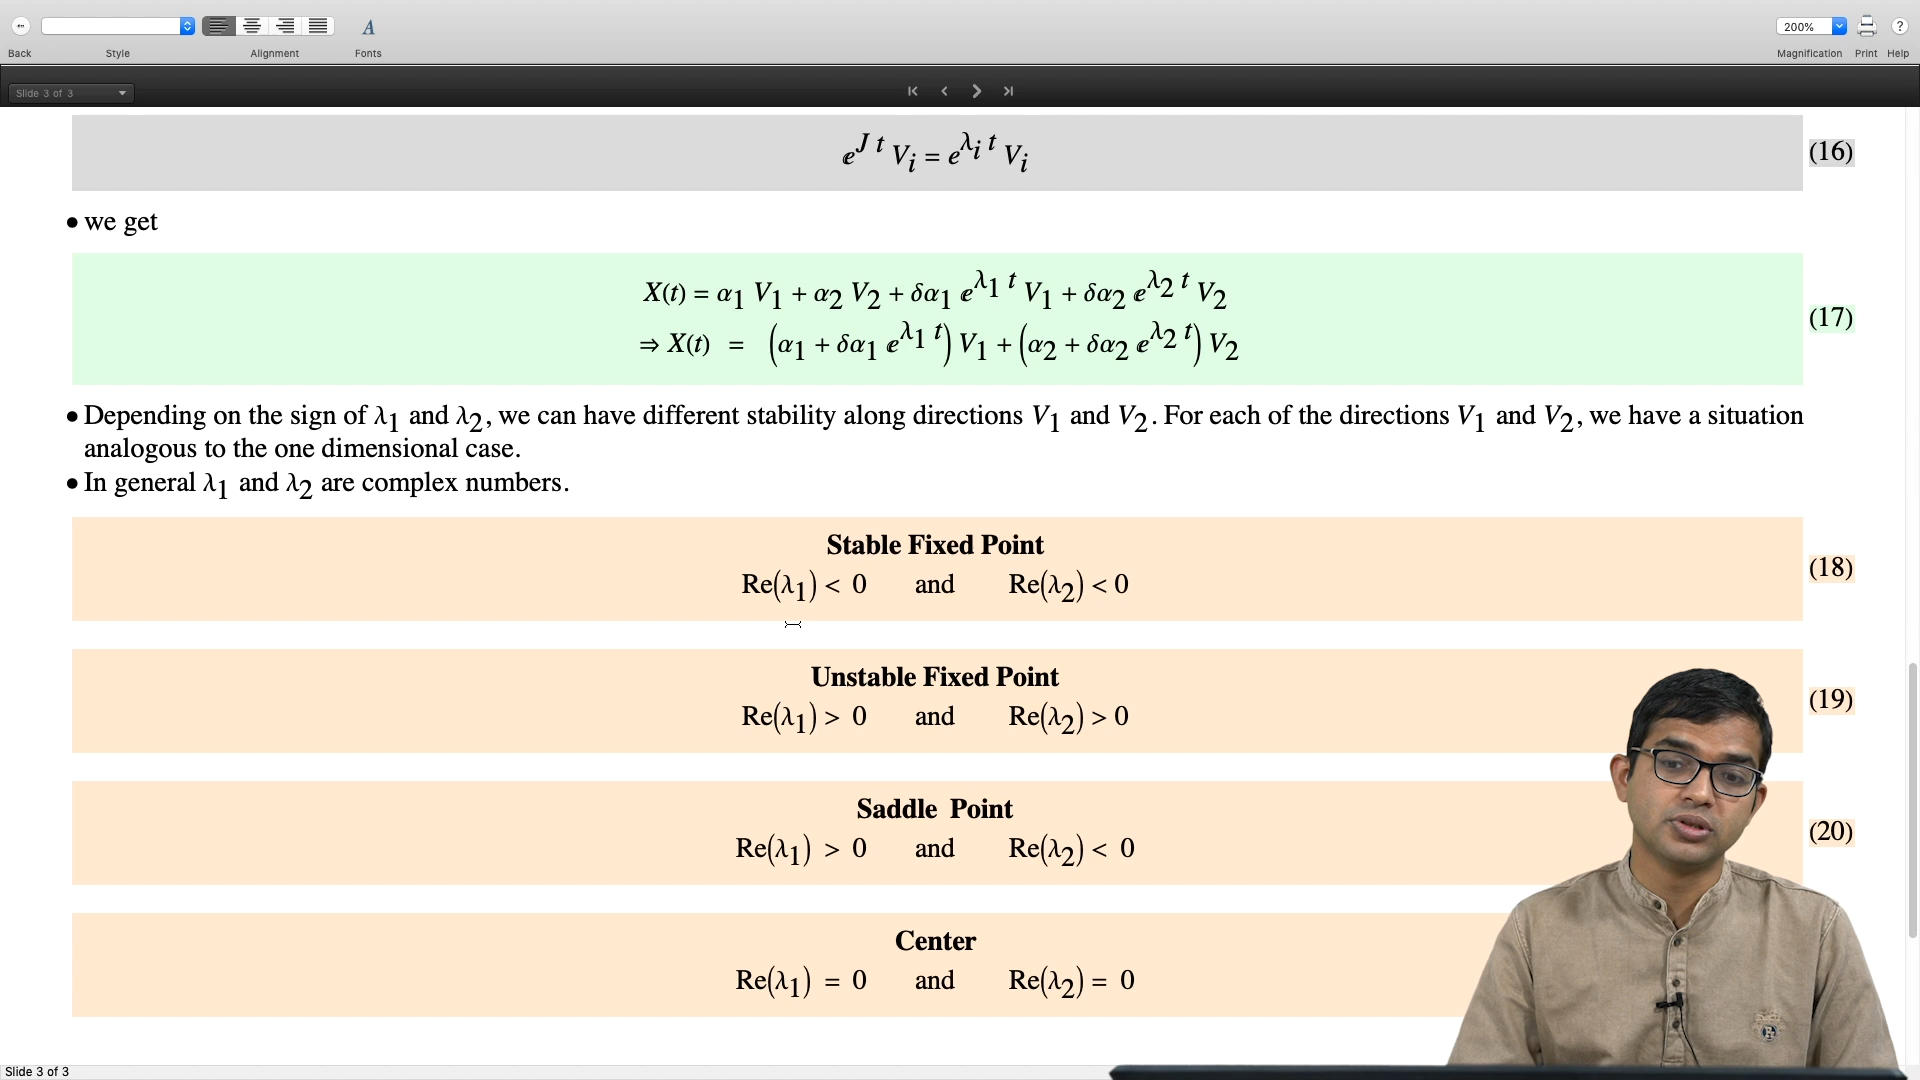 Back
Style
Alignment
A
Fonts
200%
Magnification
Print
?
Help
Slide 3 of 3
e^{J t} V_i = e^{λ_i t} V_i (16)
• we get
X(t) = α_1 V_1 + α_2 V_2 + δα_1 e^{λ_1 t} V_1 + δα_2 e^{λ_2 t} V_2
⇒ X(t) = (α_1 + δα_1 e^{λ_1 t}) V_1 + (α_2 + δα_2 e^{λ_2 t}) V_2
(17)
• Depending on the sign of λ_1 and λ_2, we can have different stability along directions V_1 and V_2. For each of the directions V_1 and V_2, we have a situation
analogous to the one dimensional case.
• In general λ_1 and λ_2 are complex numbers.
Stable Fixed Point
Re(λ_1) < 0 and Re(λ_2) < 0
(18)
Unstable Fixed Point
Re(λ_1) > 0 and Re(λ_2) > 0
(19)
Saddle Point
Re(λ_1) > 0 and Re(λ_2) < 0
(20)
Center
Re(λ_1) = 0 and Re(λ_2) = 0
Slide 3 of 3